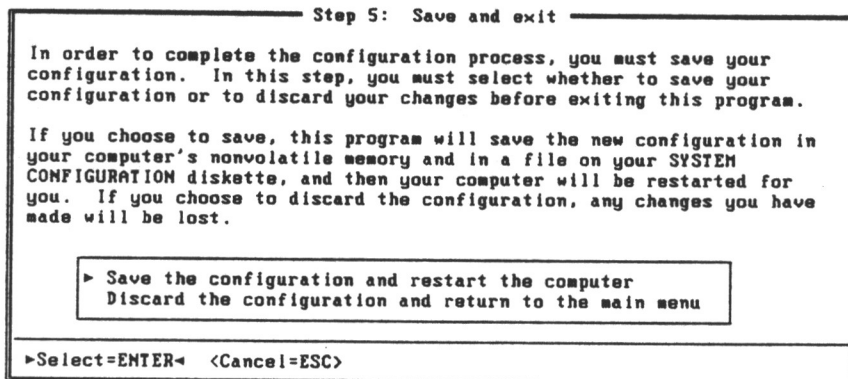 Step 5: Save and exit
In order to complete the configuration process, you must save your
configuration. In this step, you must select whether to save your
configuration or to discard your changes before exiting this program.
If you choose to save, this program will save the new configuration in
your computer's nonvolatile memory and in a file on your SYSTEM
CONFIGURATION diskette, and then your computer will be restarted for
you. If you choose to discard the configuration, any changes you have
made will be lost.
► Save the configuration and restart the computer
Discard the configuration and return to the main menu
►Select=ENTER◄ <Cancel=ESC>